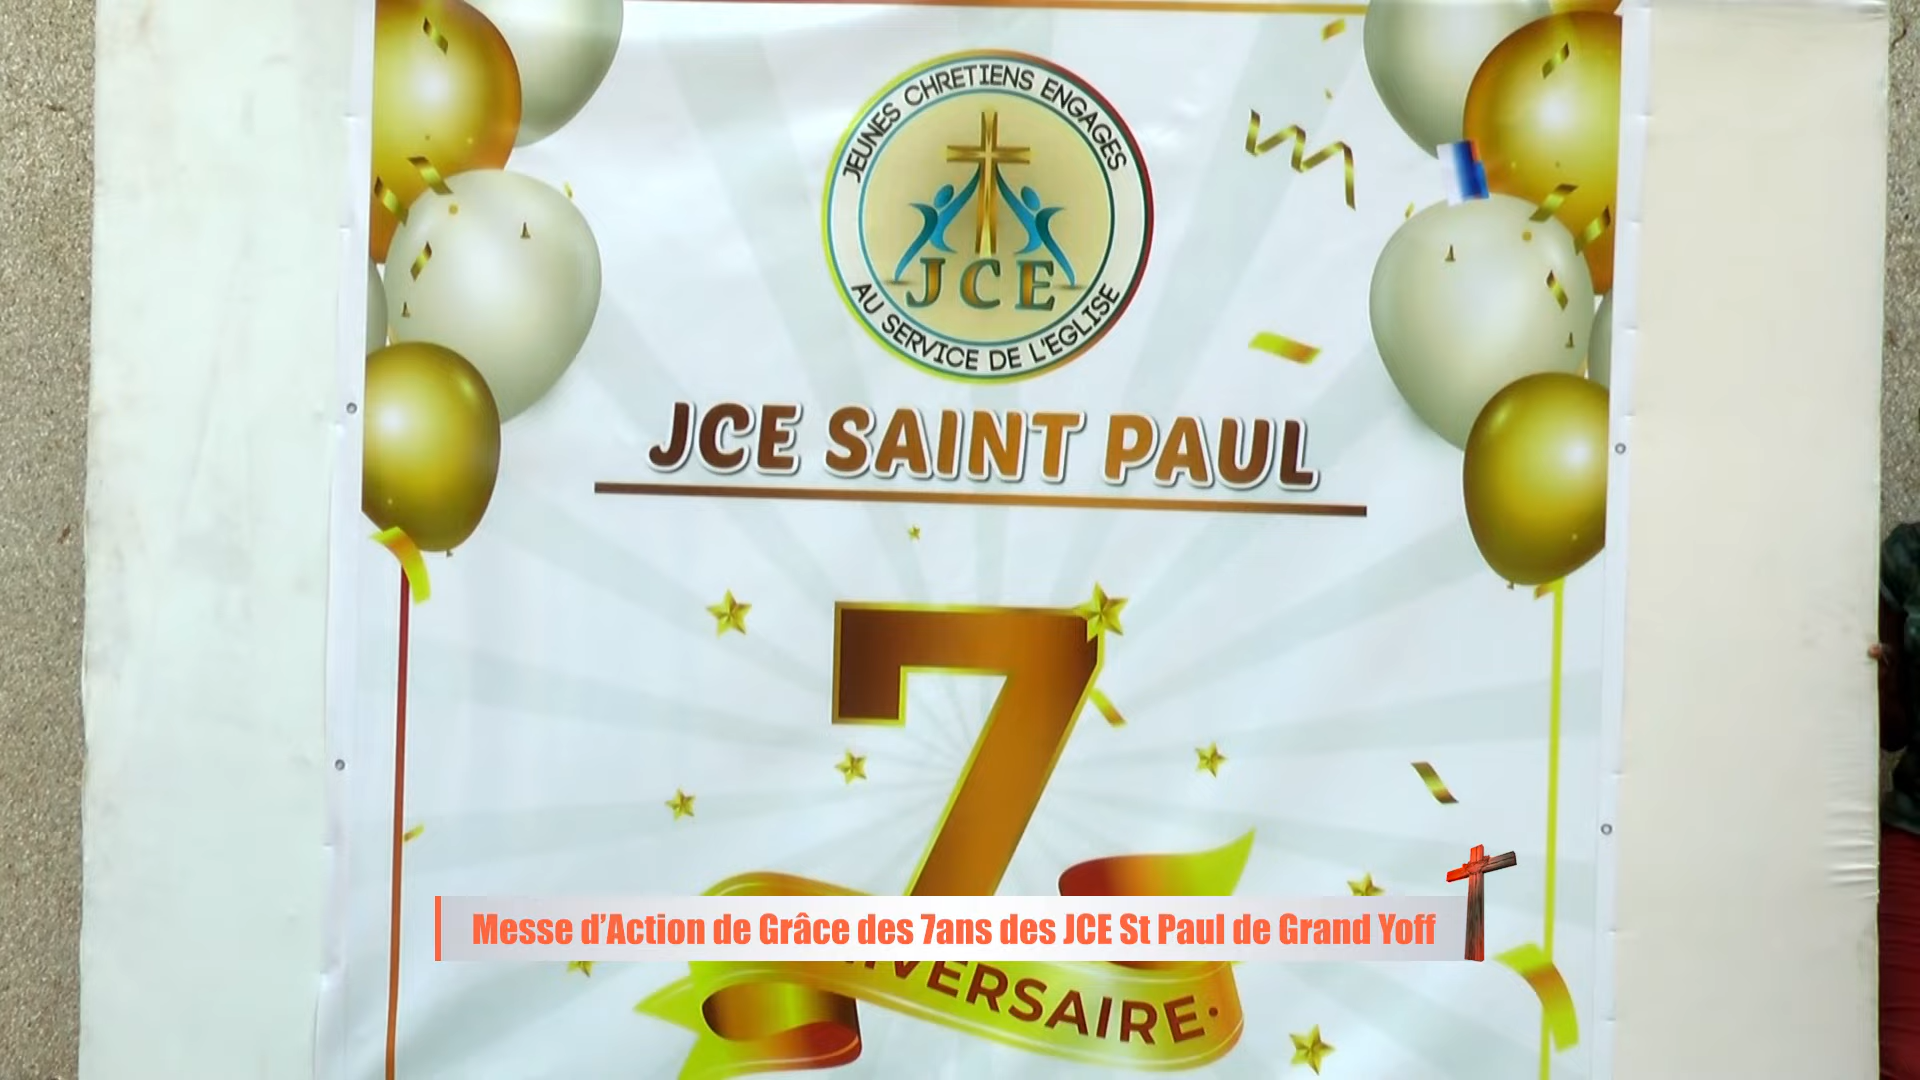 JEUNES CHRETIENS ENGAGES
JCE
AU SERVICE DE L'EGLISE
JCE SAINT PAUL
7
Messe d'Action de Grâce des 7ans des JCE St Paul de Grand Yoff